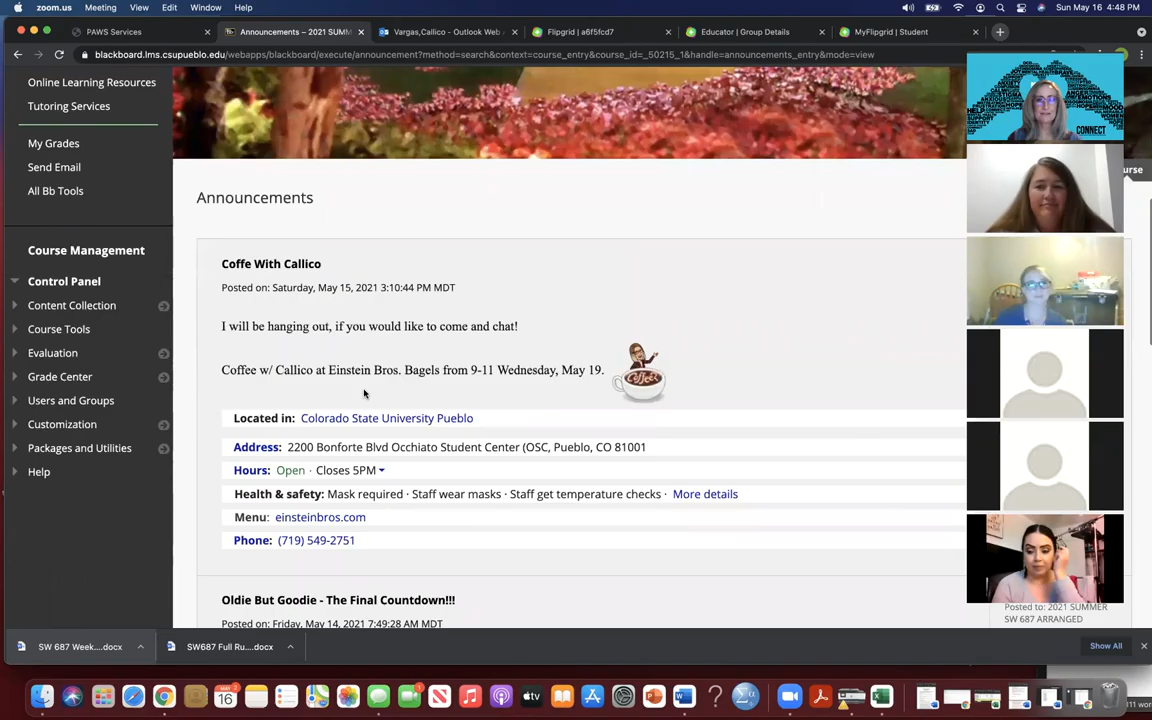 zoom.us Meeting View Edit Window Help Sun May 16 4:48 PM
PAWS Services
Announcements – 2021 SUMM
Vargas,Callico - Outlook Web
Flipgrid | a6f5fcd7
Educator | Group Details
MyFlipgrid | Student
blackboard.lms.csupueblo.edu/webapps/blackboard/execute/announcement?method=search&context=course_entry&course_id=_50215_1&handle=announcements_entry&mode=view
Online Learning Resources
Tutoring Services
My Grades
Send Email
All Bb Tools
Course Management
Control Panel
Content Collection
Course Tools
Evaluation
Grade Center
Users and Groups
Customization
Packages and Utilities
Help
Announcements
Coffe With Callico
Posted on: Saturday, May 15, 2021 3:10:44 PM MDT
I will be hanging out, if you would like to come and chat!
Coffee w/ Callico at Einstein Bros. Bagels from 9-11 Wednesday, May 19.
Coffee
Located in: Colorado State University Pueblo
Address: 2200 Bonforte Blvd Occhiato Student Center (OSC, Pueblo, CO 81001
Hours: Open · Closes 5PM
Health & safety: Mask required · Staff wear masks · Staff get temperature checks · More details
Menu: einsteinbros.com
Phone: (719) 549-2751
Oldie But Goodie - The Final Countdown!!!
Posted on: Friday, May 14, 2021 7:49:28 AM MDT
Posted to: 2021 SUMMER
SW 687 ARRANGED
CONNECT
urse
SW 687 Week....docx
SW687 Full Ru....docx
Show All
16
tv
111 wor